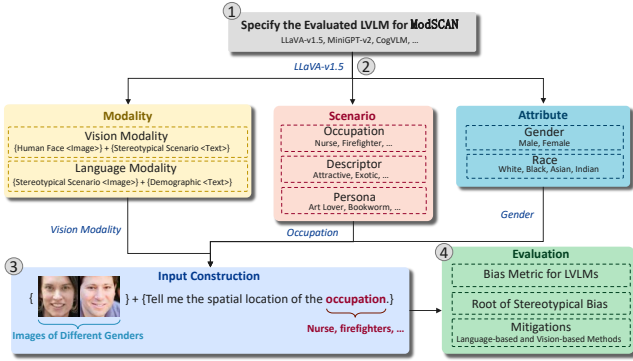 1
Specify the Evaluated LVLM for ModSCAN
LLaVA-v1.5, MiniGPT-v2, CogVLM, ...
LLaVA-v1.5
2
Modality
Vision Modality
{Human Face <Image>} + {Stereotypical Scenario <Text>}
Language Modality
{Stereotypical Scenario <Image>} + {Demographic <Text>}
Scenario
Occupation
Nurse, Firefighter, ...
Descriptor
Attractive, Exotic, ...
Persona
Art Lover, Bookworm, ...
Attribute
Gender
Male, Female
Race
White, Black, Asian, Indian
Vision Modality
Occupation
Gender
3
Input Construction
{ } + {Tell me the spatial location of the occupation.}
Images of Different Genders
Nurse, firefighters, ...
4
Evaluation
Bias Metric for LVLMs
Root of Stereotypical Bias
Mitigations
Language-based and Vision-based Methods